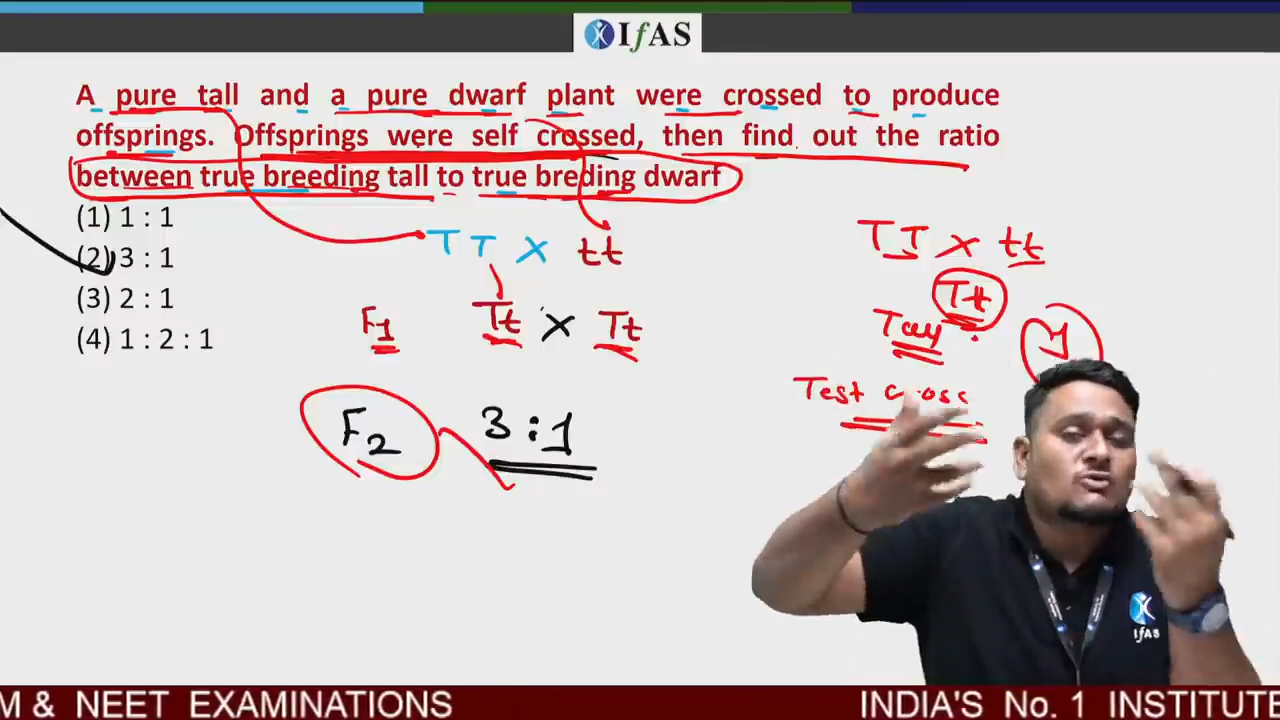 IfAS
A pure tall and a pure dwarf plant were crossed to produce
offsprings. Offsprings were self crossed, then find out the ratio
between true breeding tall to true breding dwarf
(1) 1 : 1
(2) 3 : 1
(3) 2 : 1
(4) 1 : 2 : 1
T T X tt
F1 Tt X Tt
F2 3 : 1
TT X tt
Tt
Test cross
IfAS
M & NEET EXAMINATIONS INDIA'S No. 1 INSTITUTE